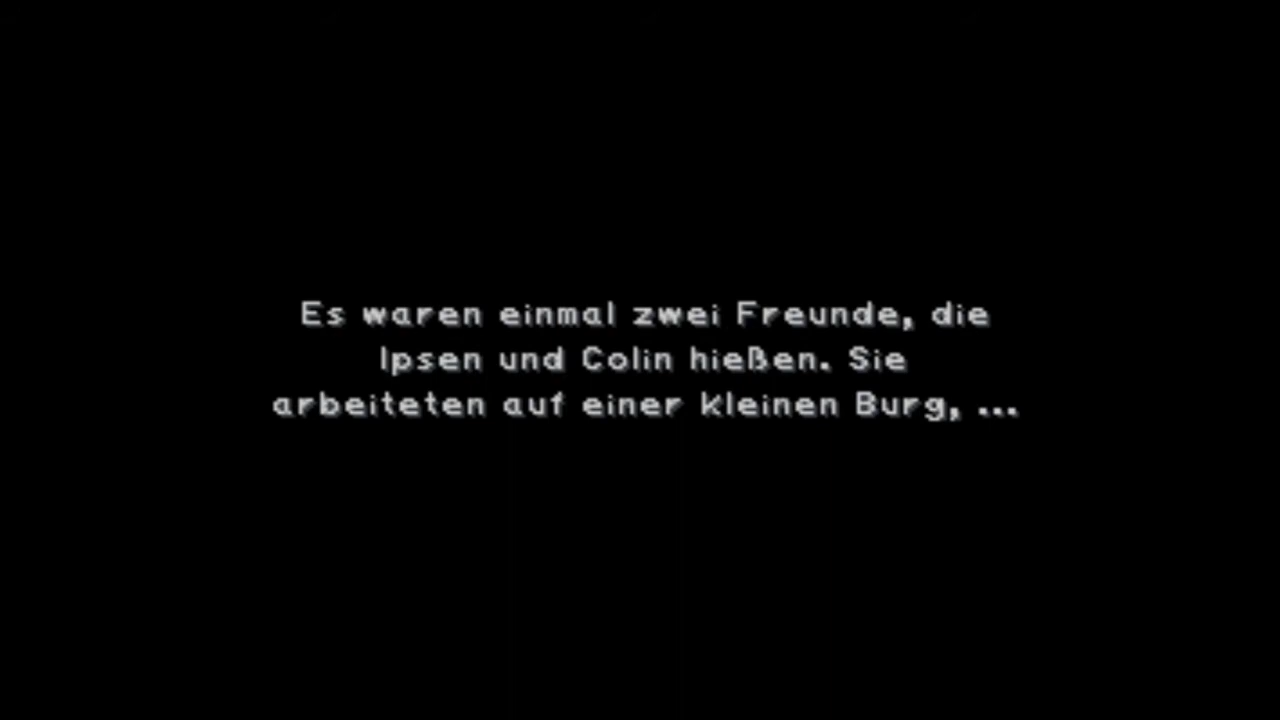 Es waren einmal zwei Freunde, die
Ipsen und Colin hießen. Sie
arbeiteten auf einer kleinen Burg, ...